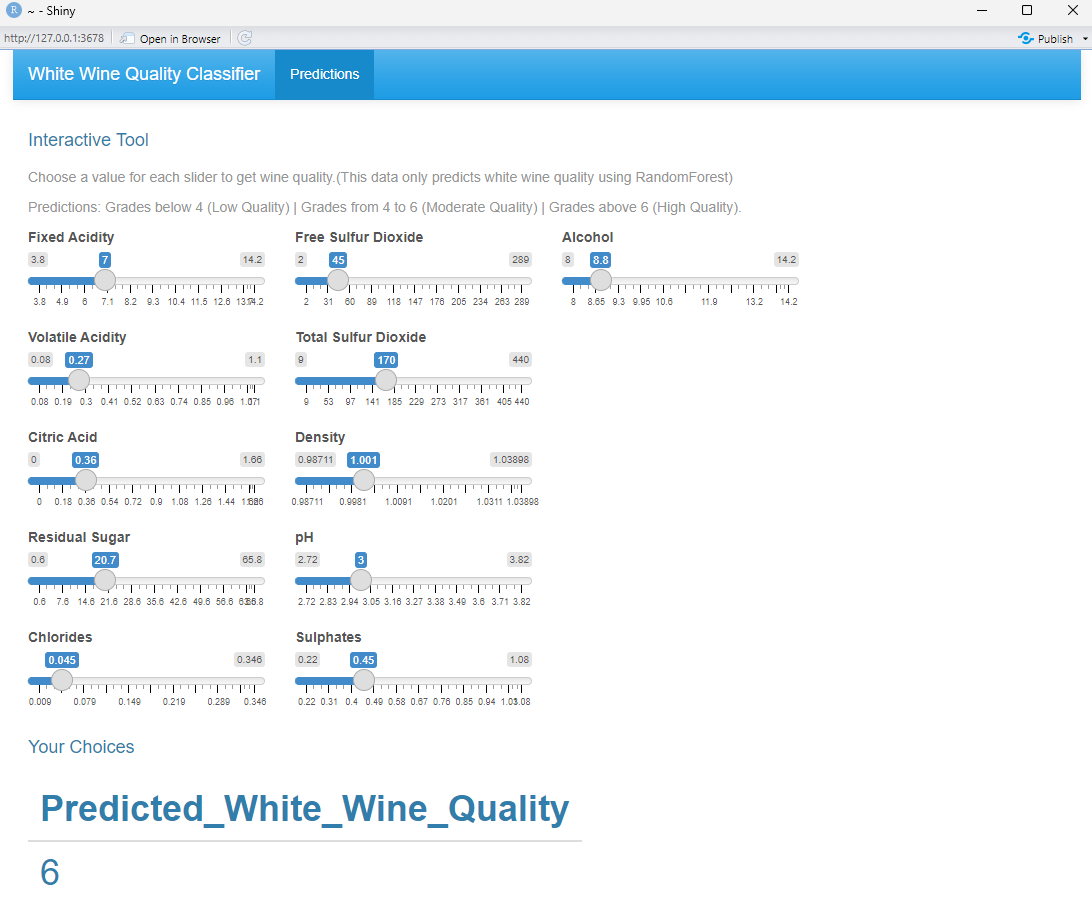 R ~ - Shiny
http://127.0.0.1:3678 Open in Browser Publish
White Wine Quality Classifier Predictions
Interactive Tool
Choose a value for each slider to get wine quality.(This data only predicts white wine quality using RandomForest)
Predictions: Grades below 4 (Low Quality) | Grades from 4 to 6 (Moderate Quality) | Grades above 6 (High Quality).
Fixed Acidity
3.8 7 14.2
3.8 4.9 6 7.1 8.2 9.3 10.4 11.5 12.6 14.2
Volatile Acidity
0.08 0.27 1.1
0.08 0.19 0.3 0.41 0.52 0.63 0.74 0.85 0.96
Citric Acid
0 0.36 1.66
0 0.18 0.36 0.54 0.72 0.9 1.08 1.26 1.44
Residual Sugar
0.6 20.7 65.8
0.6 7.6 14.6 21.6 28.6 35.6 42.6 49.6 56.6 65.8
Chlorides
0.045 0.346
0.009 0.079 0.149 0.219 0.289 0.346
Free Sulfur Dioxide
2 45 289
2 31 60 89 118 147 176 205 234 263 289
Total Sulfur Dioxide
9 170 440
9 53 97 141 185 229 273 317 361 405 440
Density
0.98711 1.001 1.03898
0.98711 0.9981 1.0091 1.0201 1.0311 1.03898
pH
2.72 3 3.82
2.72 2.83 2.94 3.05 3.16 3.27 3.38 3.49 3.6 3.71 3.82
Sulphates
0.22 0.45 1.08
0.22 0.31 0.4 0.49 0.58 0.67 0.76 0.85 0.94 1.08
Alcohol
8 8.8 14.2
8 8.65 9.3 9.95 10.6 11.9 13.2 14.2
Your Choices
Predicted_White_Wine_Quality
6